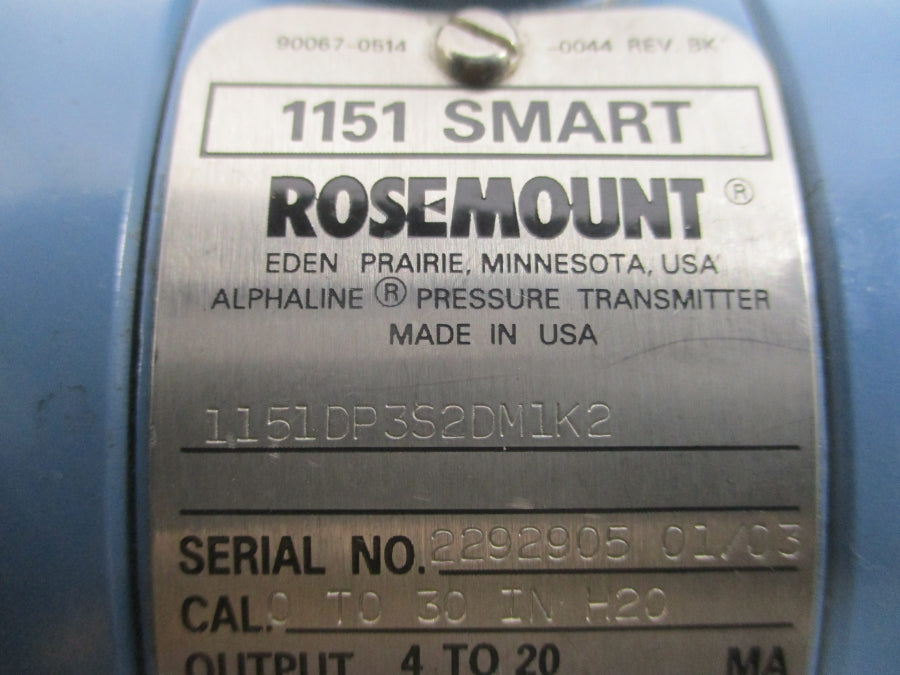 90067-0514 -0044 REV. BK
1151 SMART
ROSEMOUNT ®
EDEN PRAIRIE, MINNESOTA, USA
ALPHALINE ® PRESSURE TRANSMITTER
MADE IN USA
1151DP3S2DM1K2
SERIAL NO. 2292905 01/03
CAL. 0 TO 30 IN H2O
OUTPUT 4 TO 20 MA